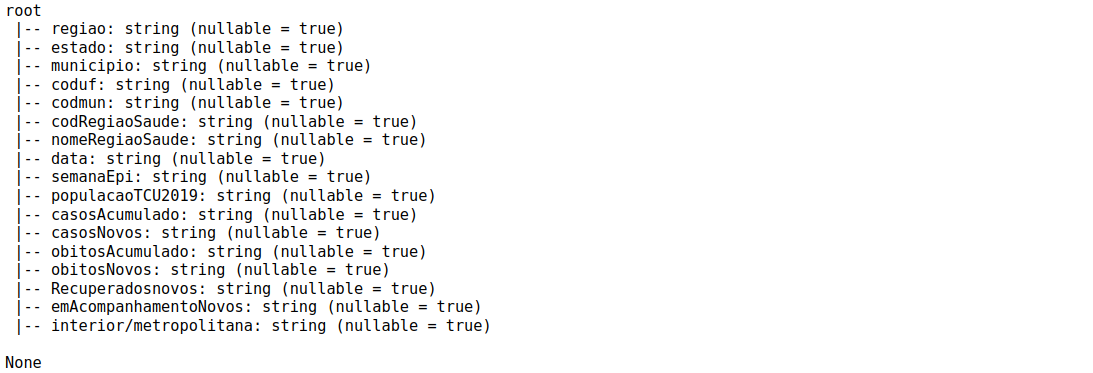 root
 |-- regiao: string (nullable = true)
 |-- estado: string (nullable = true)
 |-- municipio: string (nullable = true)
 |-- coduf: string (nullable = true)
 |-- codmun: string (nullable = true)
 |-- codRegiaoSaude: string (nullable = true)
 |-- nomeRegiaoSaude: string (nullable = true)
 |-- data: string (nullable = true)
 |-- semanaEpi: string (nullable = true)
 |-- populacaoTCU2019: string (nullable = true)
 |-- casosAcumulado: string (nullable = true)
 |-- casosNovos: string (nullable = true)
 |-- obitosAcumulado: string (nullable = true)
 |-- obitosNovos: string (nullable = true)
 |-- Recuperadosnovos: string (nullable = true)
 |-- emAcompanhamentoNovos: string (nullable = true)
 |-- interior/metropolitana: string (nullable = true)

None